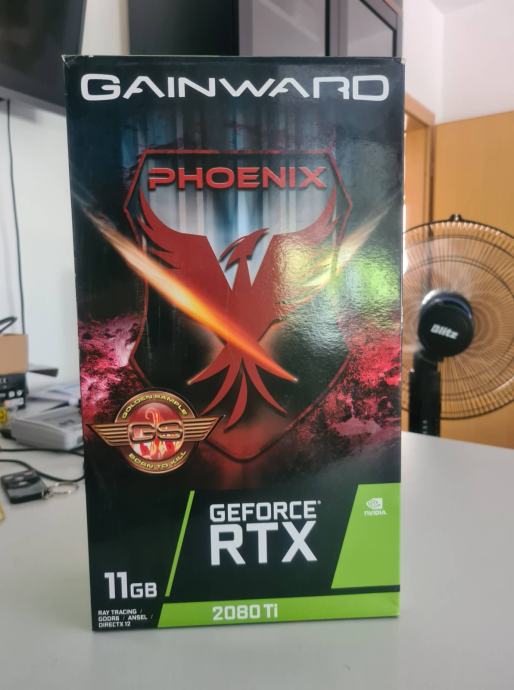 GAINWARD
PHOENIX
Blitz
GOLDEN SAMPLE
GS
BORN TO KILL
GEFORCE®
RTX
NVIDIA.
11GB
RAY TRACING /
GDDR6 / ANSEL /
DIRECTX 12
2080 Ti